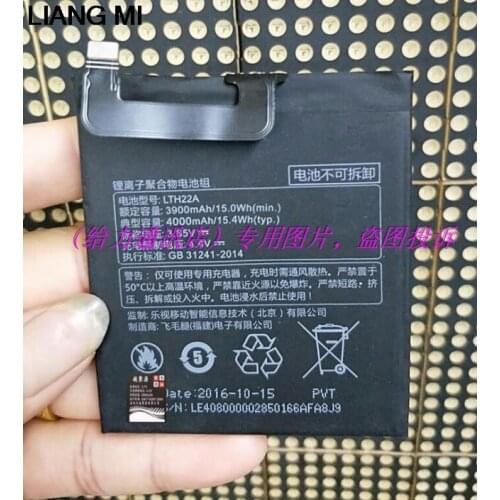 LIANG MI
锂离子聚合物电池组
电池不可拆卸
电池型号: LTH22A
额定容量: 3900mAh/15.0Wh(min.)
典型容量: 4000mAh/15.4Wh(typ.)
专用图片,盗图投诉
执行标准: GB 31241-2014
警告: 仅可使用专用充电器, 充电时需通风散热。严禁置于
50°C以上高温环境, 严禁靠近火源以免爆炸。严禁短路、挤
压、拆解或火烧电池。电池浸水后禁止使用!
监制: 乐视移动智能信息技术(北京)有限公司
制造商: 飞毛腿(福建)电子有限公司
5
Date: 2016-10-15
PVT
S/N: LE40800002850166AFA8J9